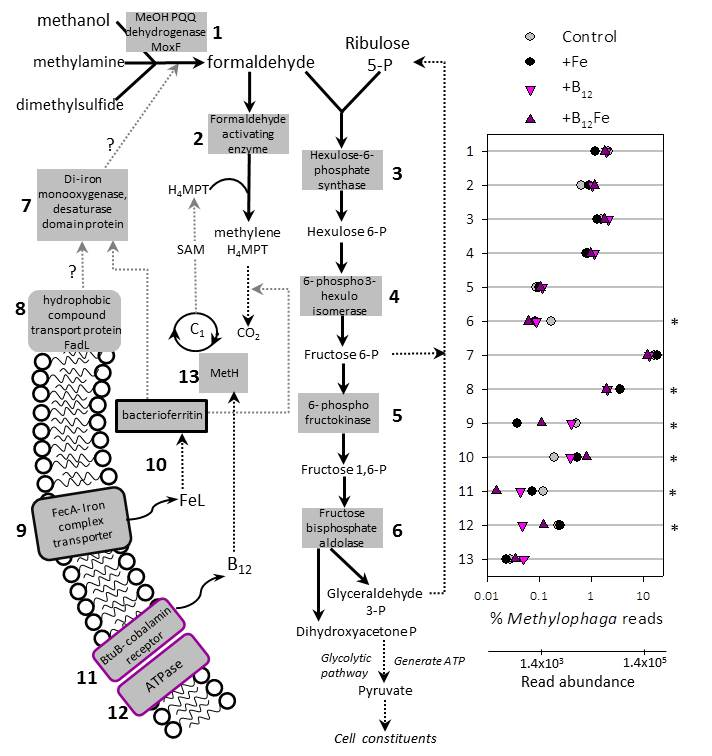 methanol
MeOH PQQ
dehydrogenase
MoxF
1
methylamine
formaldehyde
Ribulose
5-P
dimethylsulfide
?
2
Formaldehyde
activating
enzyme
3
Hexulose-6-
phosphate
synthase
7
Di-iron
monooxygenase,
desaturase
domain protein
H4MPT
methylene
H4MPT
Hexulose 6-P
SAM
?
4
6-phospho 3-
hexulo
isomerase
8
hydrophobic
compound
transport protein
FadL
C1
CO2
Fructose 6-P
13
MetH
bacterioferritin
5
6-phospho
fructokinase
10
Fructose 1,6-P
FeL
9
FecA-Iron
complex
transporter
6
Fructose
bisphosphate
aldolase
B12
Glyceraldehyde
3-P
Dihydroxyacetone P
11
BtuB-cobalamin
receptor
12
ATPase
Glycolytic
pathway
Generate ATP
Pyruvate
Cell constituents
Control
+Fe
+B12
+B12Fe
1
2
3
4
5
6 *
7
8 *
9 *
10 *
11 *
12 *
13
0.01 0.1 1 10
% Methylophaga reads
1.4x10³ 1.4x10⁵
Read abundance